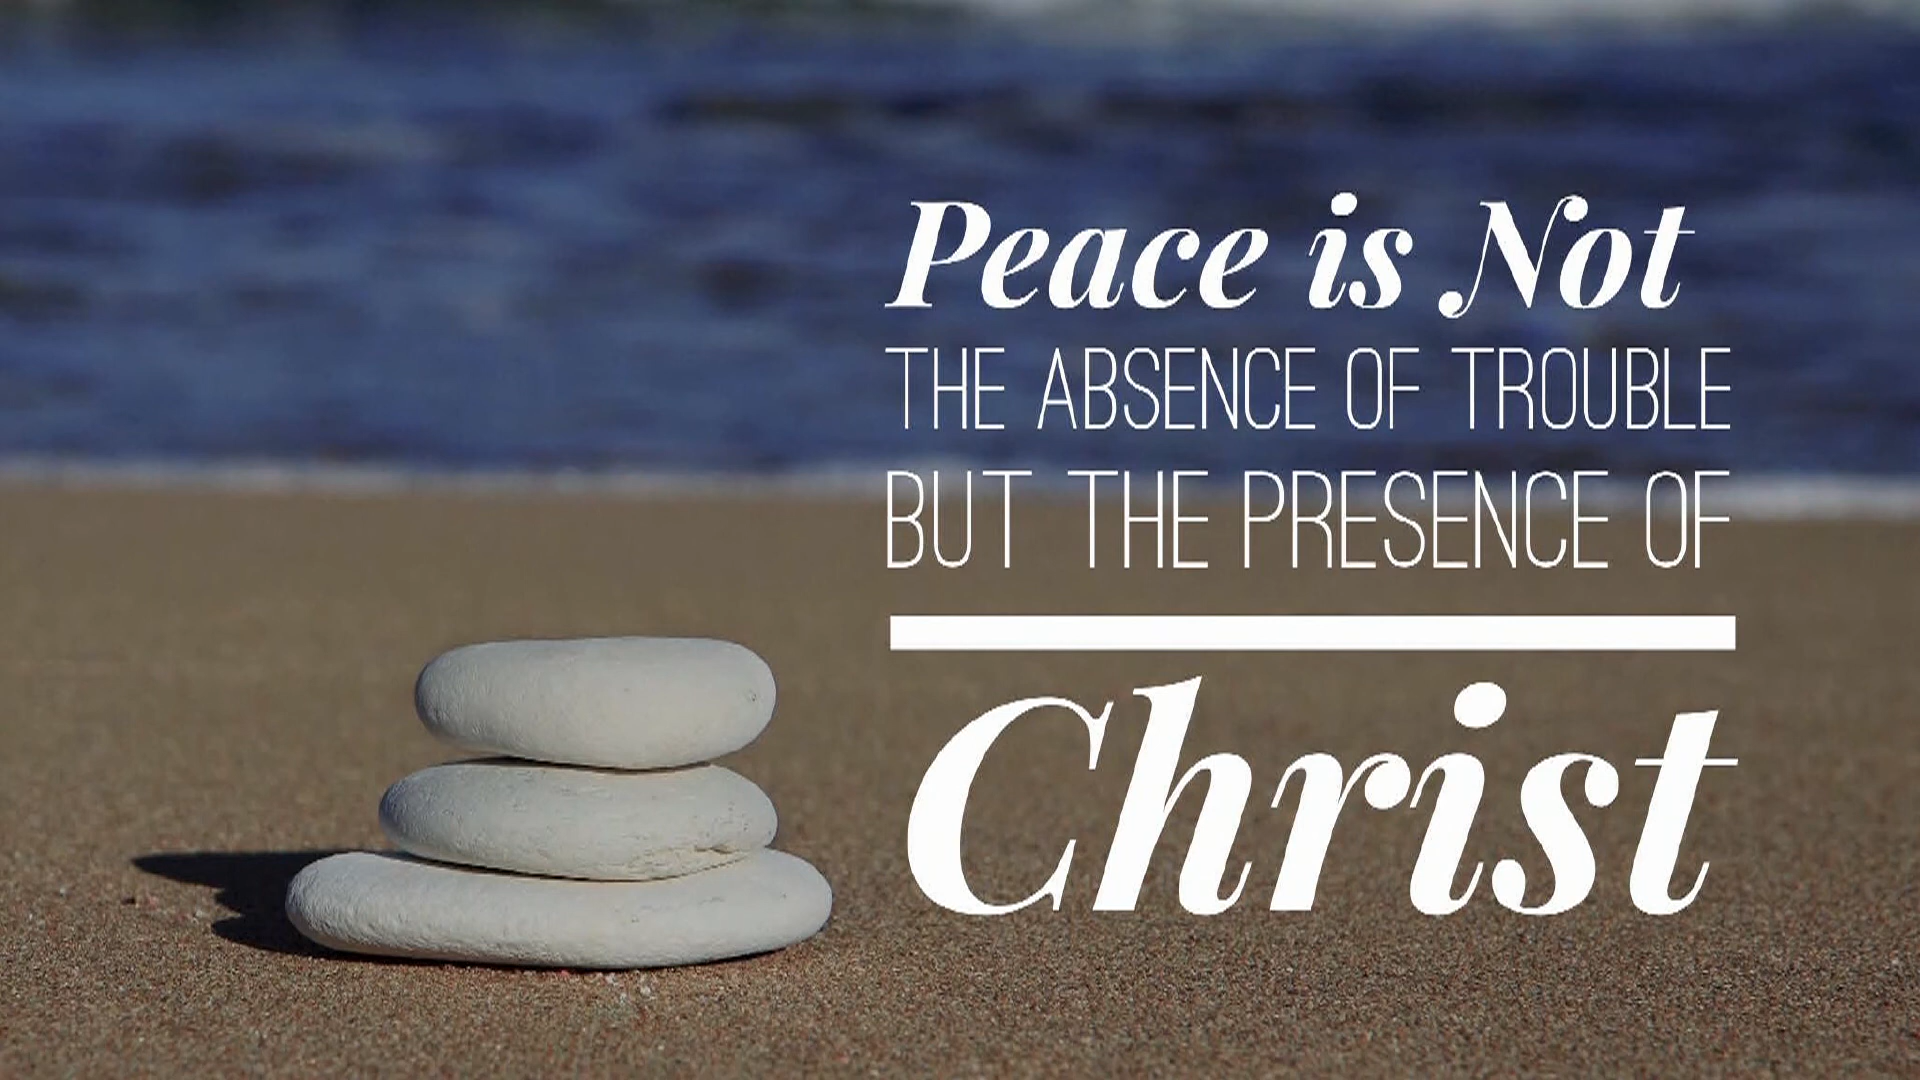 Peace is Not
THE ABSENCE OF TROUBLE
BUT THE PRESENCE OF
Christ